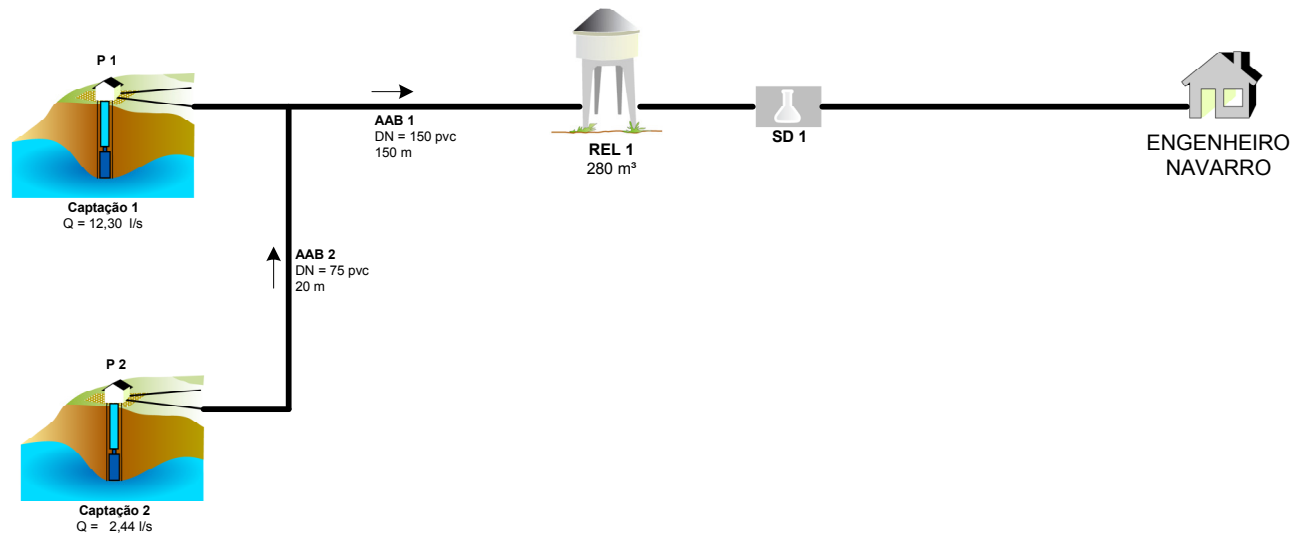 P 1
Captação 1
Q = 12,30 l/s
AAB 1
DN = 150 pvc
150 m
REL 1
280 m³
SD 1
ENGENHEIRO
NAVARRO
AAB 2
DN = 75 pvc
20 m
P 2
Captação 2
Q = 2,44 l/s